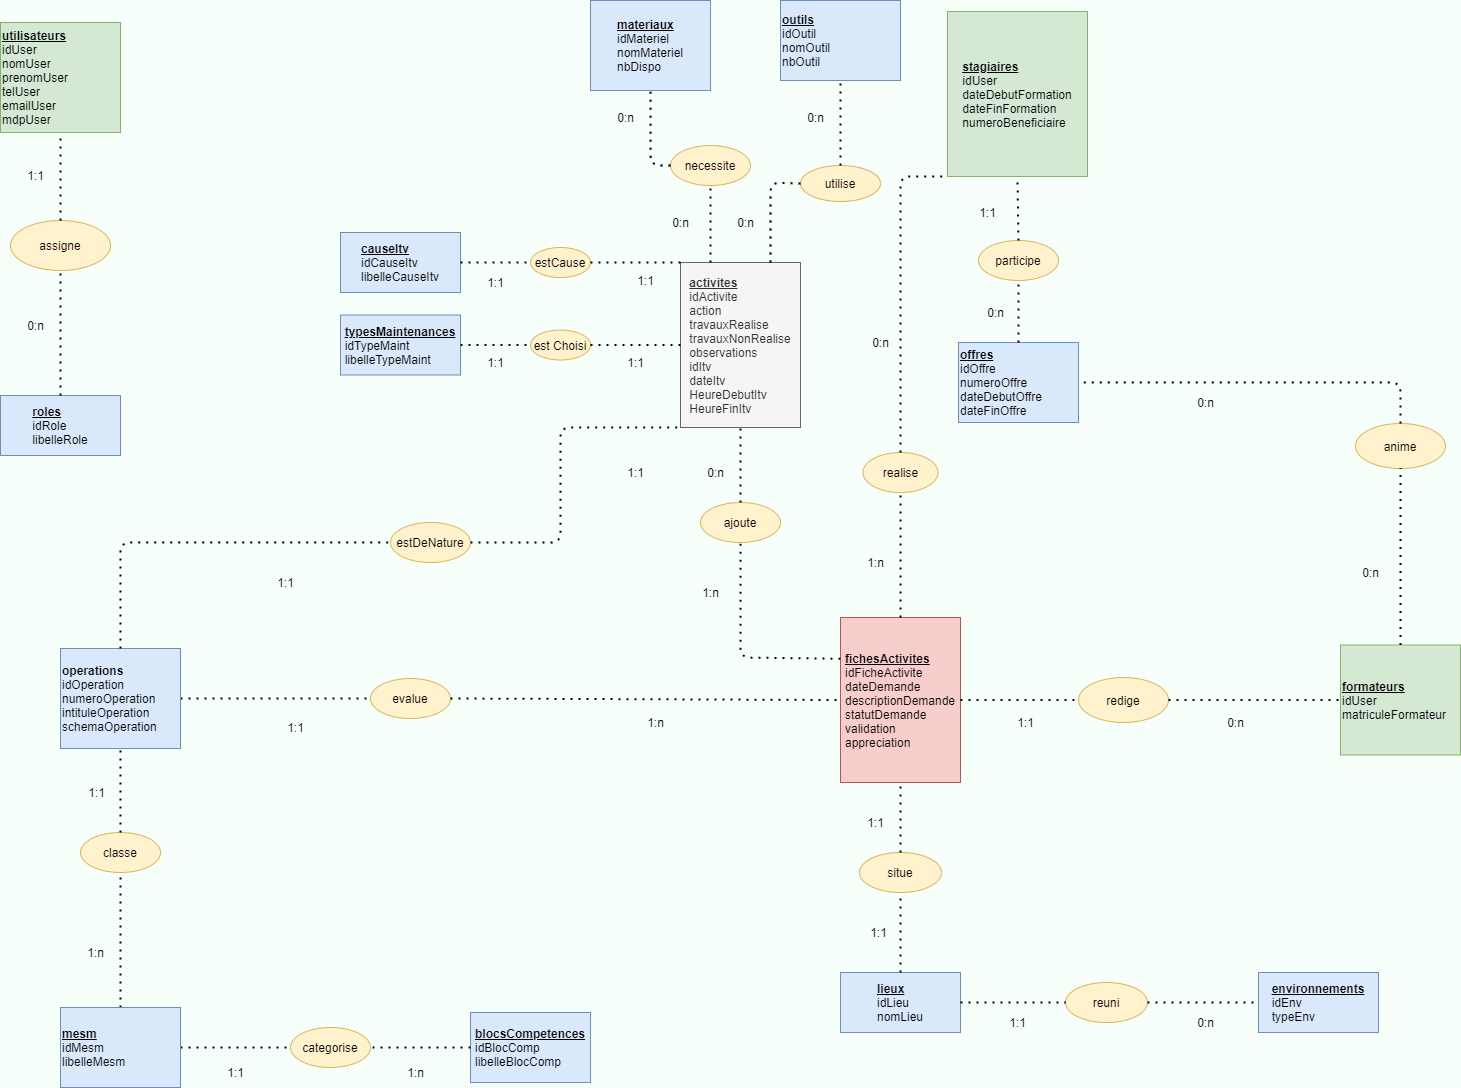 utilisateurs
idUser
nomUser
prenomUser
telUser
emailUser
mdpUser
1:1
assigne
0:n
roles
idRole
libelleRole
materiaux
idMateriel
nomMateriel
nbDispo
0:n
necessite
0:n
outils
idOutil
nomOutil
nbOutil
0:n
utilise
0:n
stagiaires
idUser
dateDebutFormation
dateFinFormation
numeroBeneficiaire
1:1
participe
0:n
offres
idOffre
numeroOffre
dateDebutOffre
dateFinOffre
0:n
anime
0:n
causeItv
idCauseItv
libelleCauseItv
1:1
estCause
1:1
typesMaintenances
idTypeMaint
libelleTypeMaint
1:1
est Choisi
1:1
activites
idActivite
action
travauxRealise
travauxNonRealise
observations
idItv
dateItv
HeureDebutItv
HeureFinItv
0:n
realise
1:n
1:1
estDeNature
1:1
0:n
ajoute
1:n
operations
idOperation
numeroOperation
intituleOperation
schemaOperation
1:1
evalue
1:n
fichesActivites
idFicheActivite
dateDemande
descriptionDemande
statutDemande
validation
appreciation
1:1
redige
0:n
formateurs
idUser
matriculeFormateur
1:1
classe
1:n
mesm
idMesm
libelleMesm
1:1
categorise
1:n
blocsCompetences
idBlocComp
libelleBlocComp
1:1
situe
1:1
lieux
idLieu
nomLieu
1:1
reuni
0:n
environnements
idEnv
typeEnv